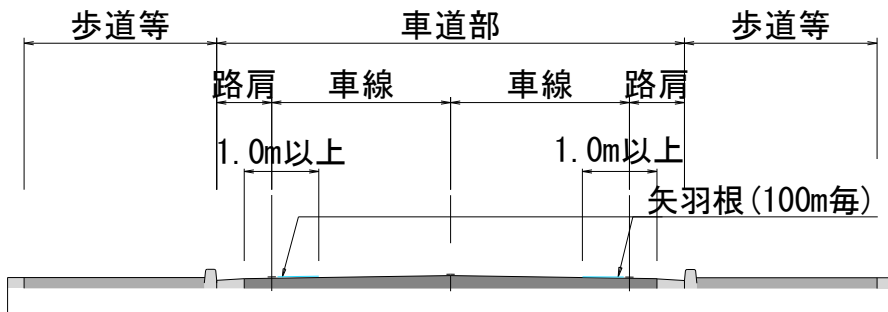 歩道等 車道部 歩道等
路肩 車線 車線 路肩
1.0m以上 1.0m以上
矢羽根(100m毎)